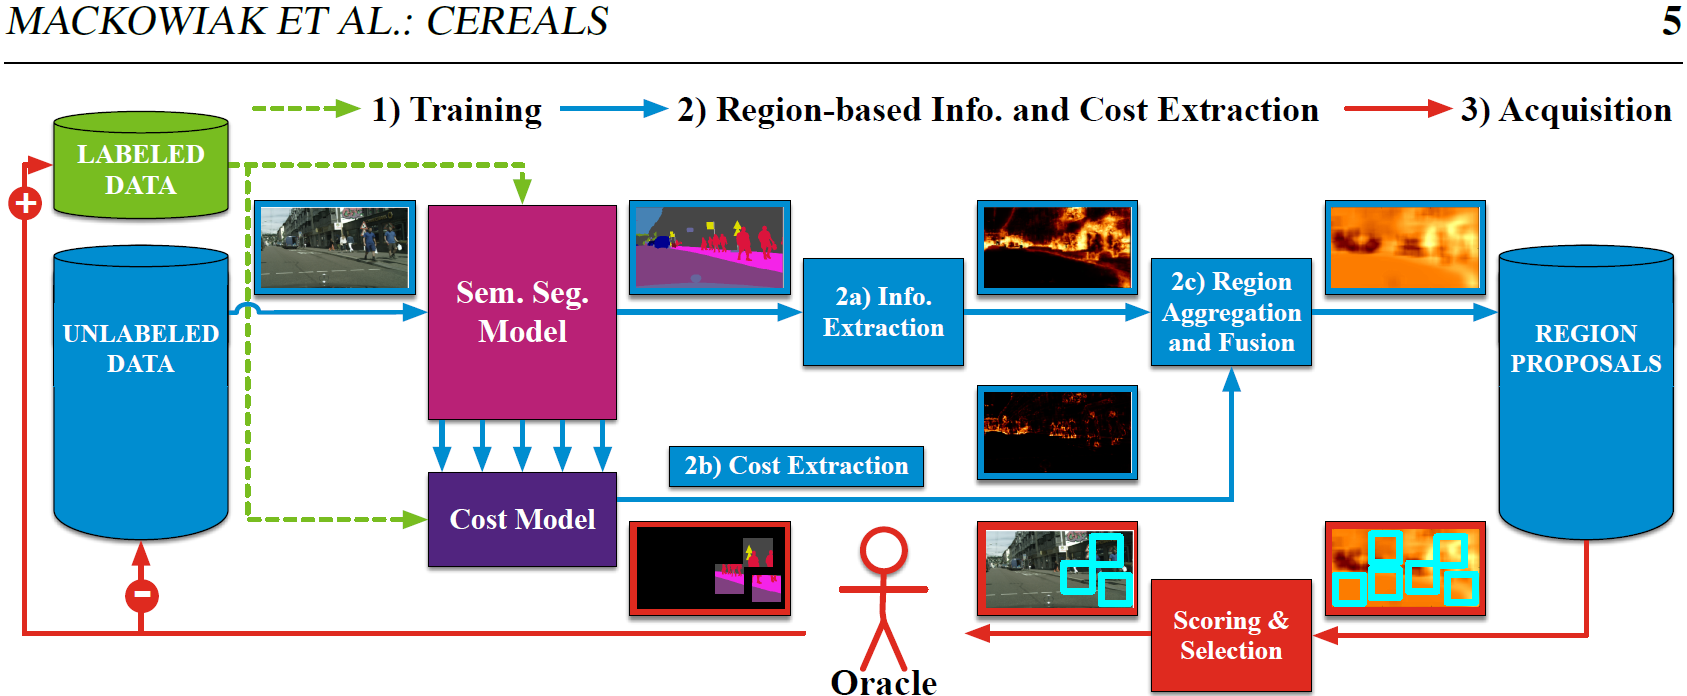 MACKOWIAK ET AL.: CEREALS
5
1) Training
2) Region-based Info. and Cost Extraction
3) Acquisition
LABELED
DATA
+
UNLABELED
DATA
-
Sem. Seg.
Model
Cost Model
2a) Info.
Extraction
2b) Cost Extraction
2c) Region
Aggregation
and Fusion
REGION
PROPOSALS
Scoring &
Selection
Oracle